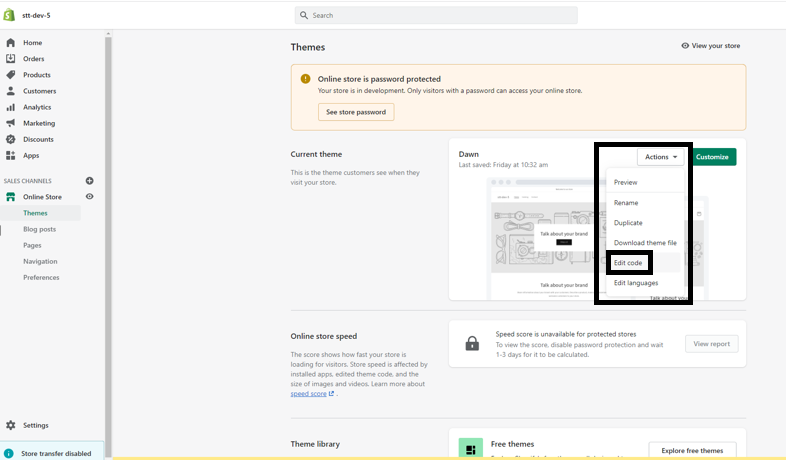 stt-dev-5
Search
Home
Orders
Products
Customers
Analytics
Marketing
Discounts
Apps
SALES CHANNELS
Online Store
Themes
Blog posts
Pages
Navigation
Preferences
Settings
Store transfer disabled
Themes
View your store
Online store is password protected
Your store is in development. Only visitors with a password can access your online store.
See store password
Current theme
This is the theme customers see when they
visit your store.
Dawn
Last saved: Friday at 10:32 am
Actions
Customize
Preview
Rename
Duplicate
Download theme file
Edit code
Edit languages
Talk about your brand
Talk about your brand
Talk about you
Online store speed
The score shows how fast your store is
loading for visitors. Store speed is affected by
installed apps, edited theme code, and the
size of images and videos. Learn more about
speed score .
Speed score is unavailable for protected stores
To view the score, disable password protection and wait
1-3 days for it to be calculated.
View report
Theme library
Free themes
Explore free themes